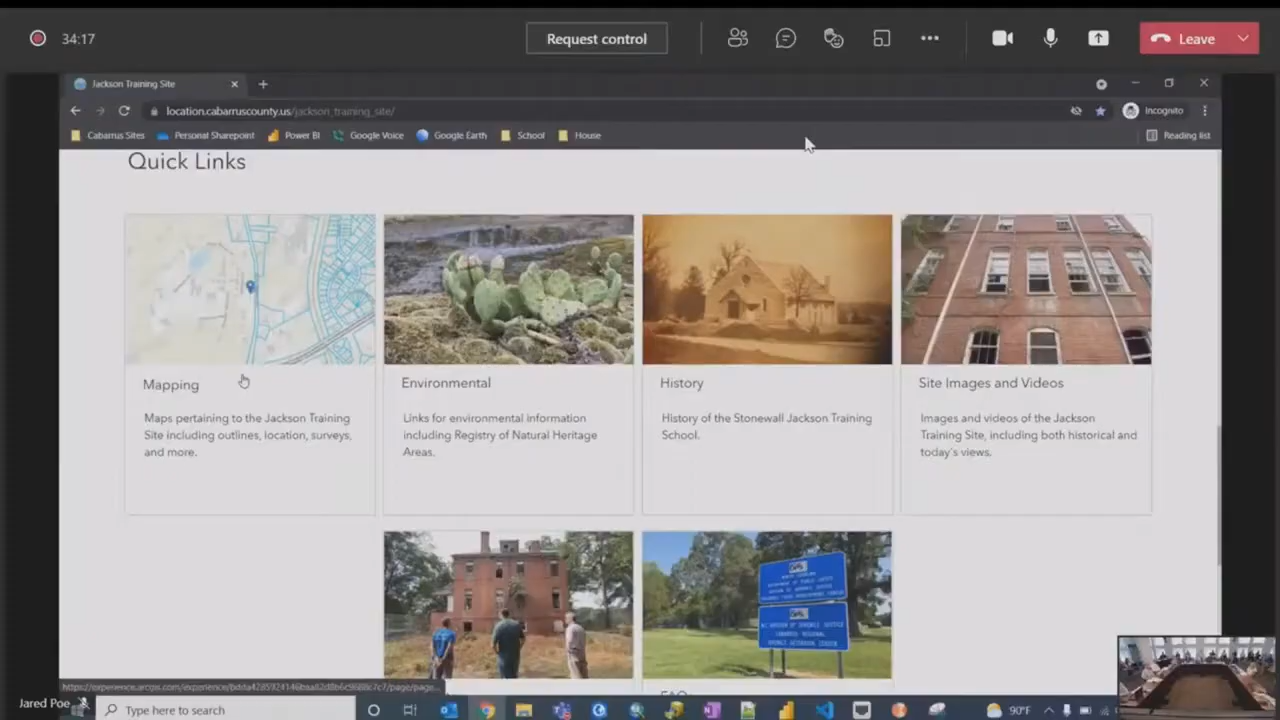 34:17
Request control
Leave
Jackson Training Site
location.cabarruscounty.us/jackson_training_site/
Incognito
Cabarrus Sites
Personal Sharepoint
Power BI
Google Voice
Google Earth
School
House
Reading list
Quick Links
Mapping
Maps pertaining to the Jackson Training
Site including outlines, location, surveys,
and more.
Environmental
Links for environmental information
including Registry of Natural Heritage
Areas.
History
History of the Stonewall Jackson Training
School.
Site Images and Videos
Images and videos of the Jackson
Training Site, including both historical and
today's views.
Jared Poe
Type here to search
90°F